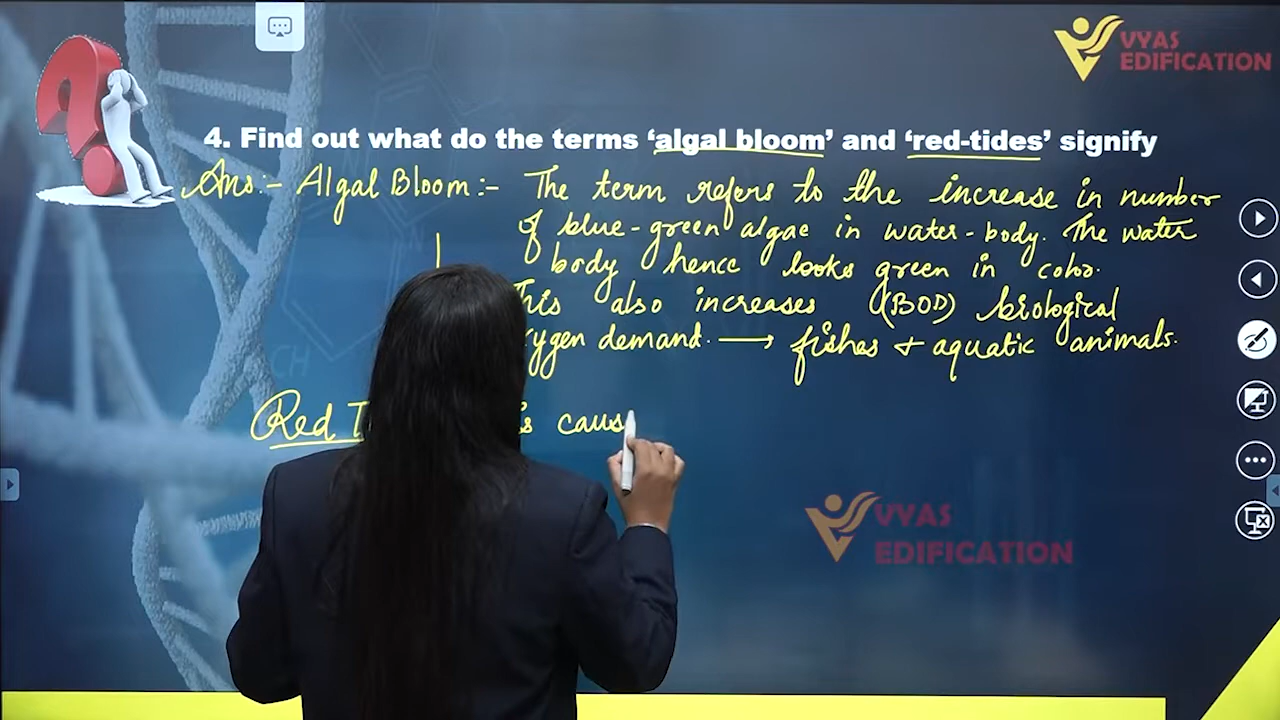 VYAS
EDIFICATION
4. Find out what do the terms ‘algal bloom’ and ‘red-tides’ signify
Ans:- Algal Bloom:- The term refers to the increase in number
of blue-green algae in water-body. The water
body hence looks green in color.
This also increases (BOD) biological
demand. → fishes + aquatic animals.
Red caus
VYAS
EDIFICATION